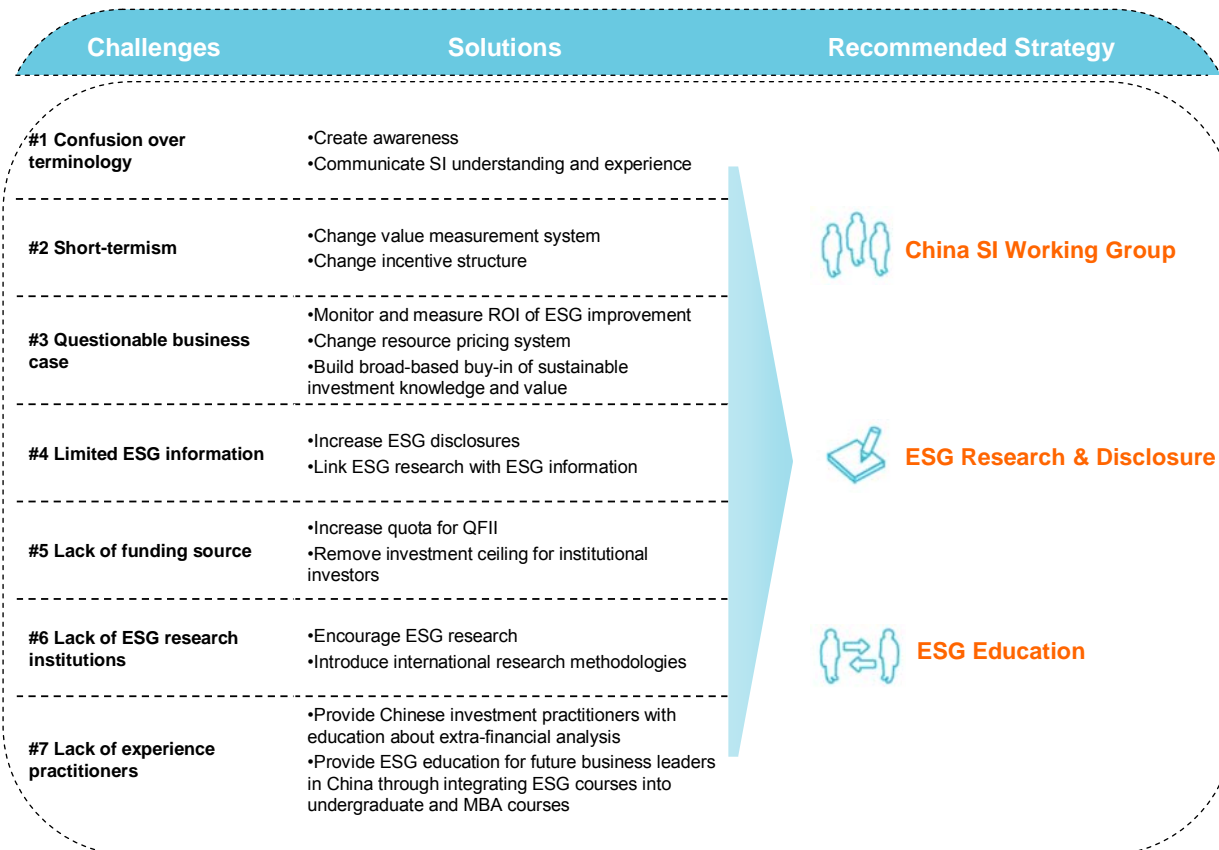 Challenges
Solutions
Recommended Strategy
#1 Confusion over
terminology
•Create awareness
•Communicate SI understanding and experience
#2 Short-termism
•Change value measurement system
•Change incentive structure
#3 Questionable business
case
•Monitor and measure ROI of ESG improvement
•Change resource pricing system
•Build broad-based buy-in of sustainable
investment knowledge and value
#4 Limited ESG information
•Increase ESG disclosures
•Link ESG research with ESG information
#5 Lack of funding source
•Increase quota for QFII
•Remove investment ceiling for institutional
investors
#6 Lack of ESG research
institutions
•Encourage ESG research
•Introduce international research methodologies
#7 Lack of experience
practitioners
•Provide Chinese investment practitioners with
education about extra-financial analysis
•Provide ESG education for future business leaders
in China through integrating ESG courses into
undergraduate and MBA courses
China SI Working Group
ESG Research & Disclosure
ESG Education